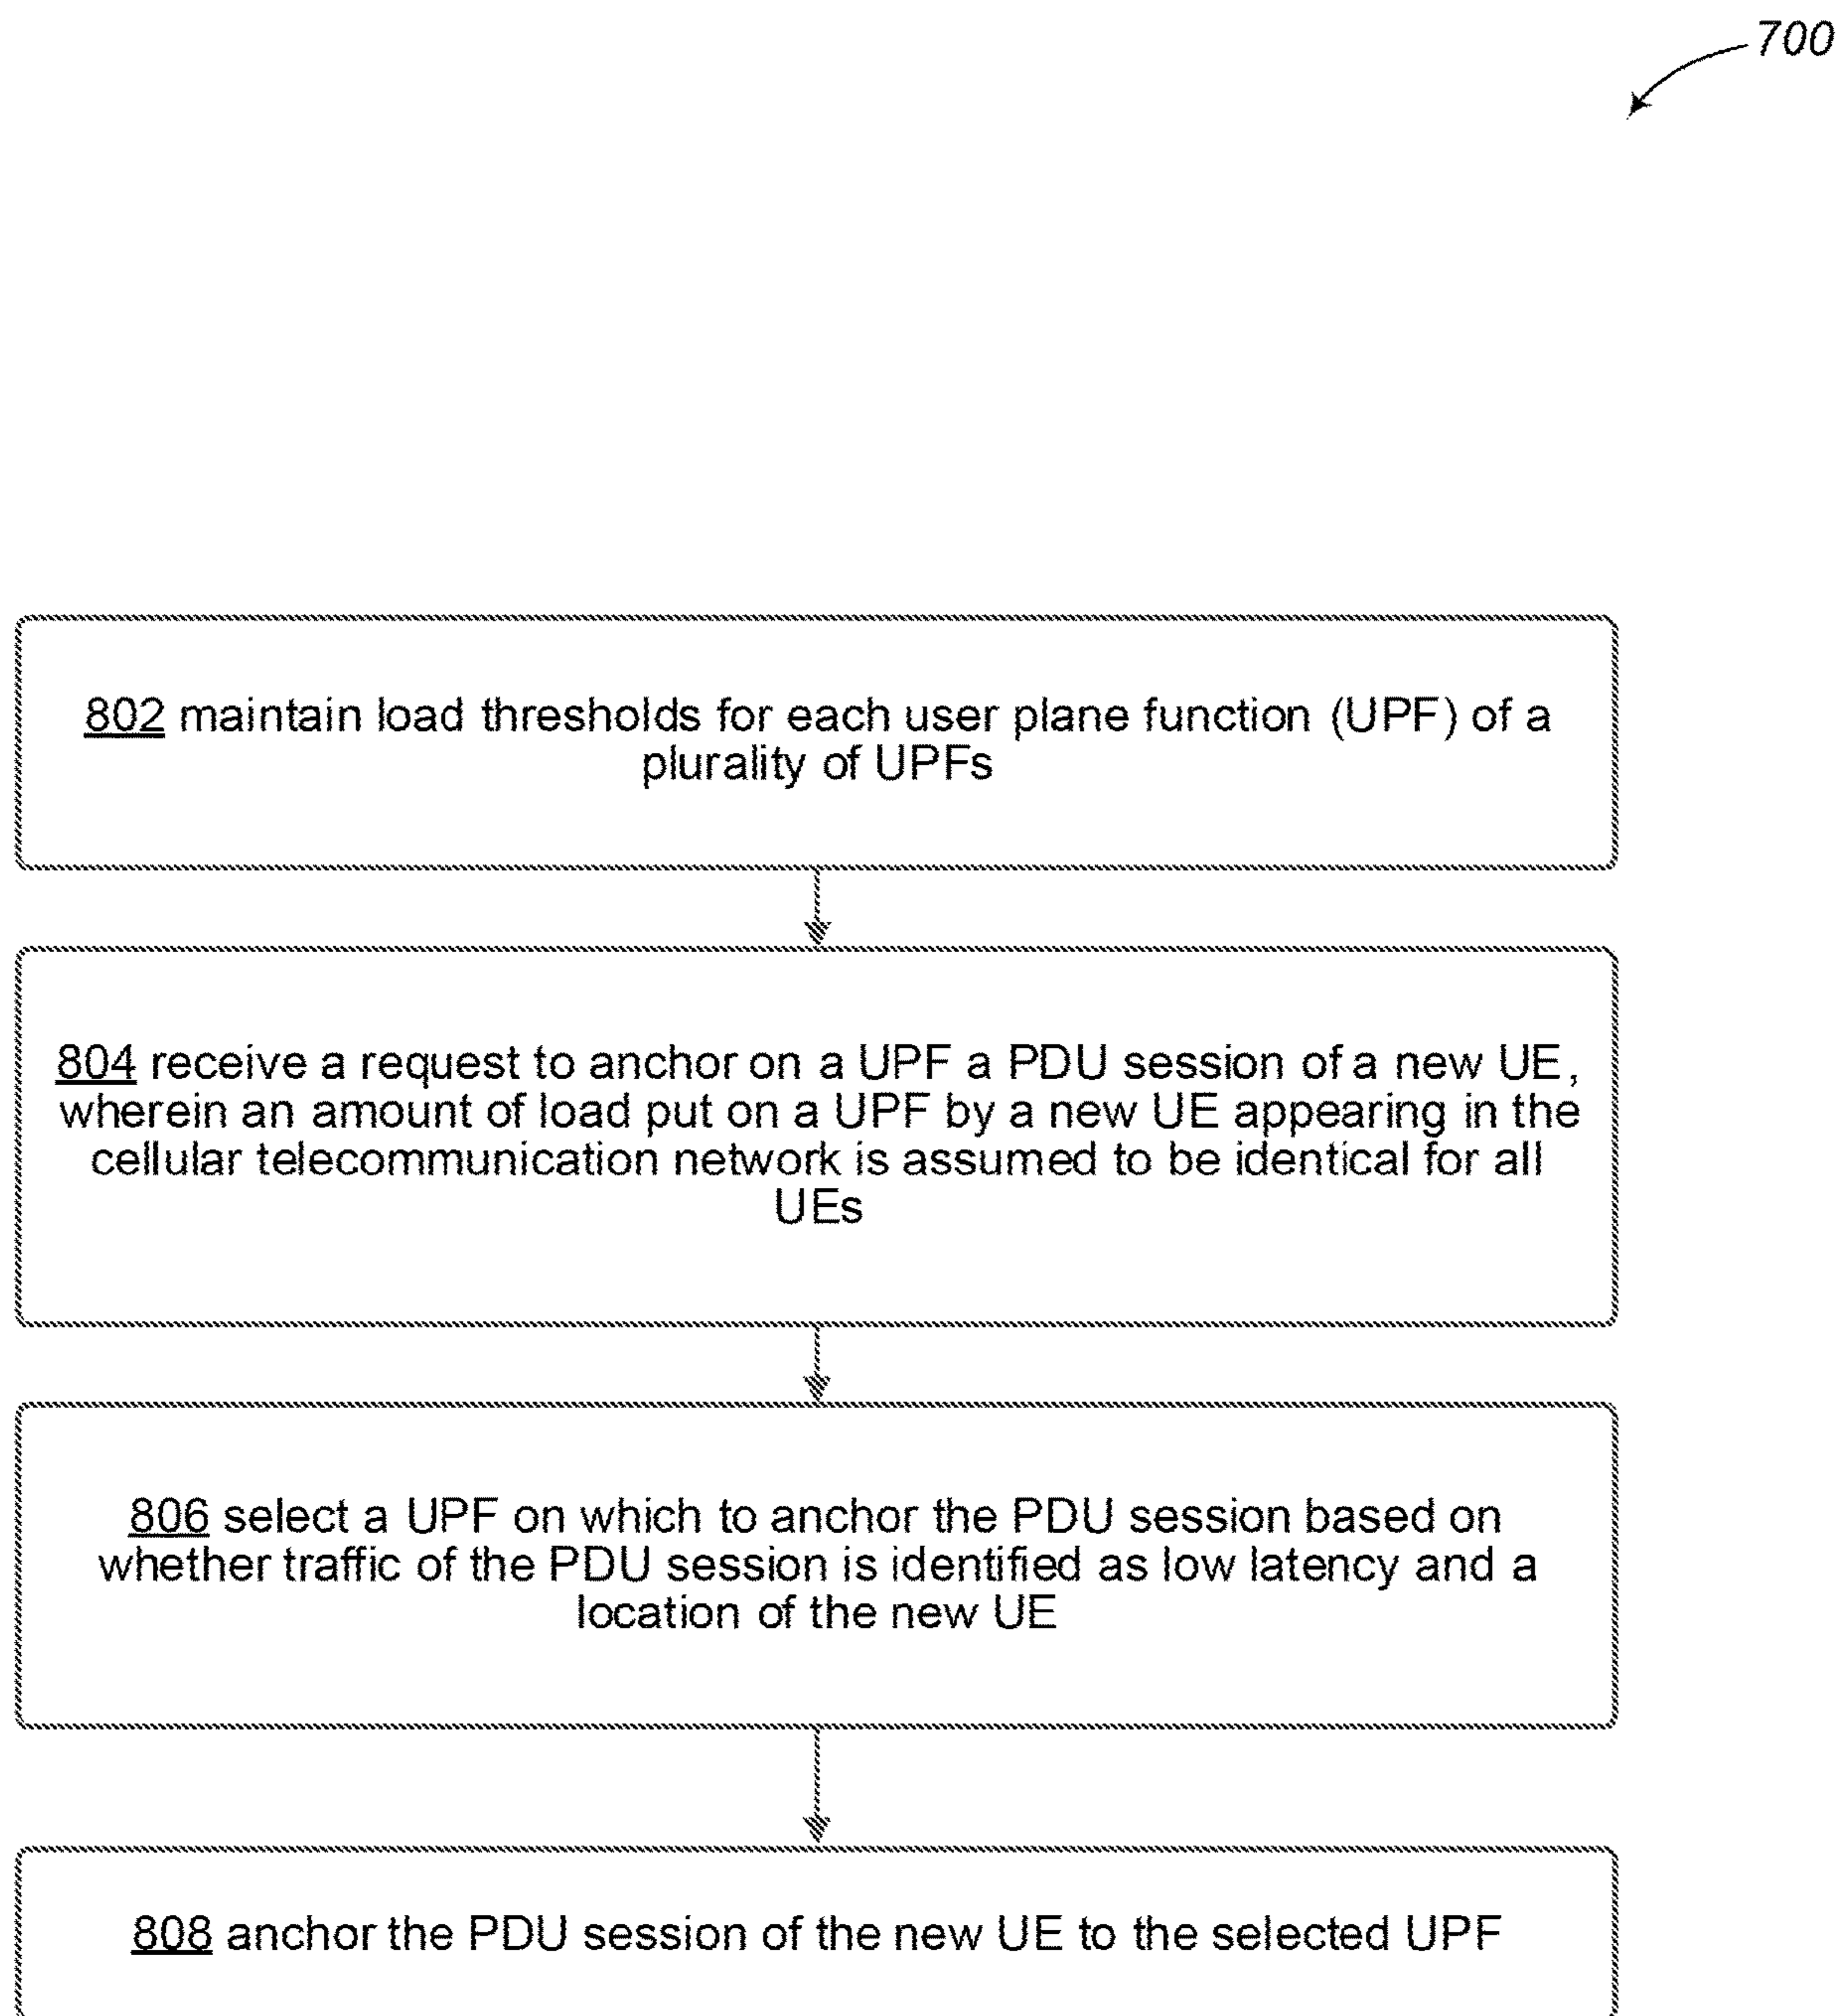 700
802 maintain load thresholds for each user plane function (UPF) of a
plurality of UPFs
804 receive a request to anchor on a UPF a PDU session of a new UE,
wherein an amount of load put on a UPF by a new UE appearing in the
cellular telecommunication network is assumed to be identical for all
UEs
806 select a UPF on which to anchor the PDU session based on
whether traffic of the PDU session is identified as low latency and a
location of the new UE
808 anchor the PDU session of the new UE to the selected UPF